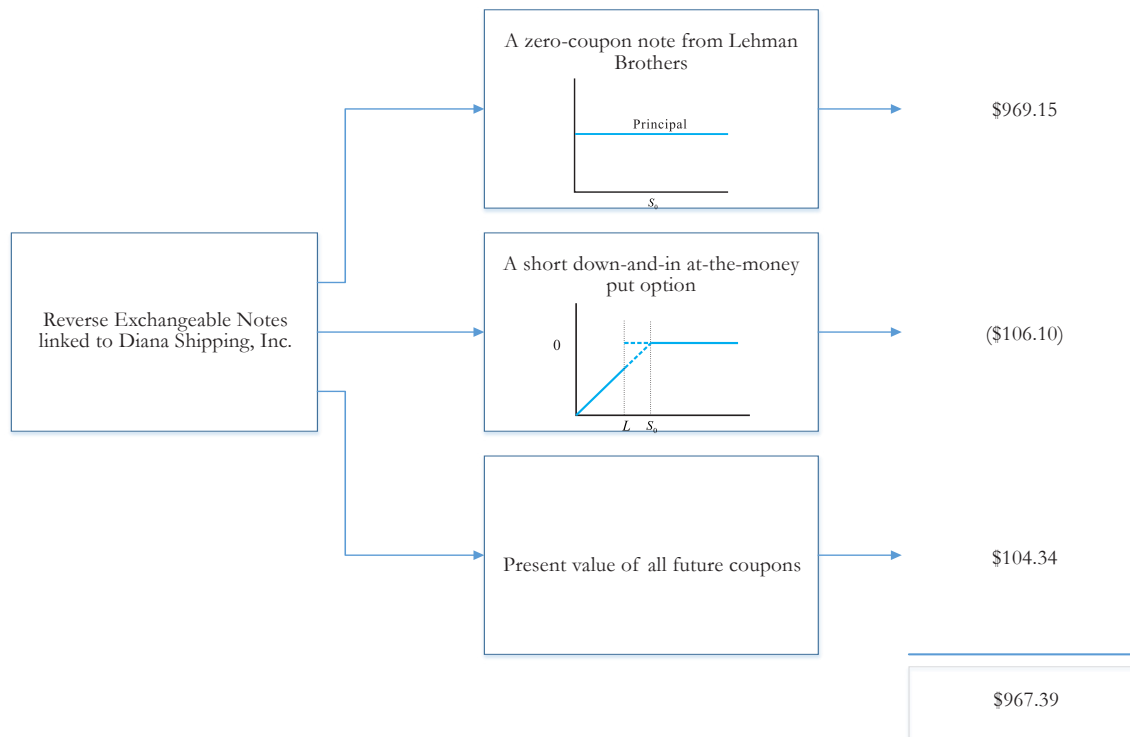 A zero-coupon note from Lehman
Brothers
Principal
S₀
$969.15
Reverse Exchangeable Notes
linked to Diana Shipping, Inc.
A short down-and-in at-the-money
put option
0
L S₀
($106.10)
Present value of all future coupons
$104.34
$967.39